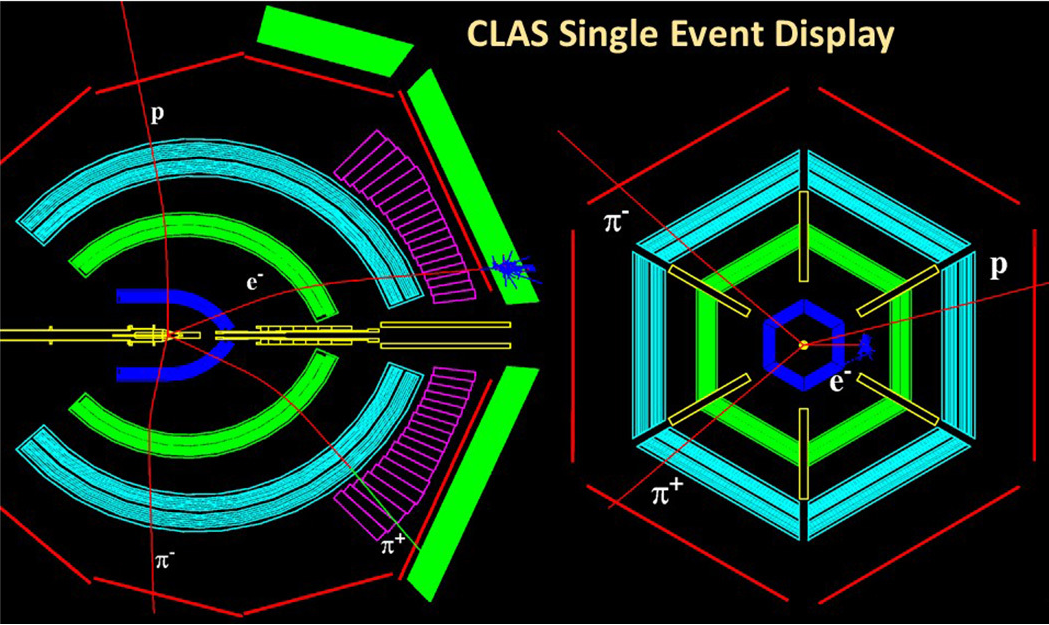 CLAS Single Event Display
p
e-
π-
π+
π-
p
e-
π+